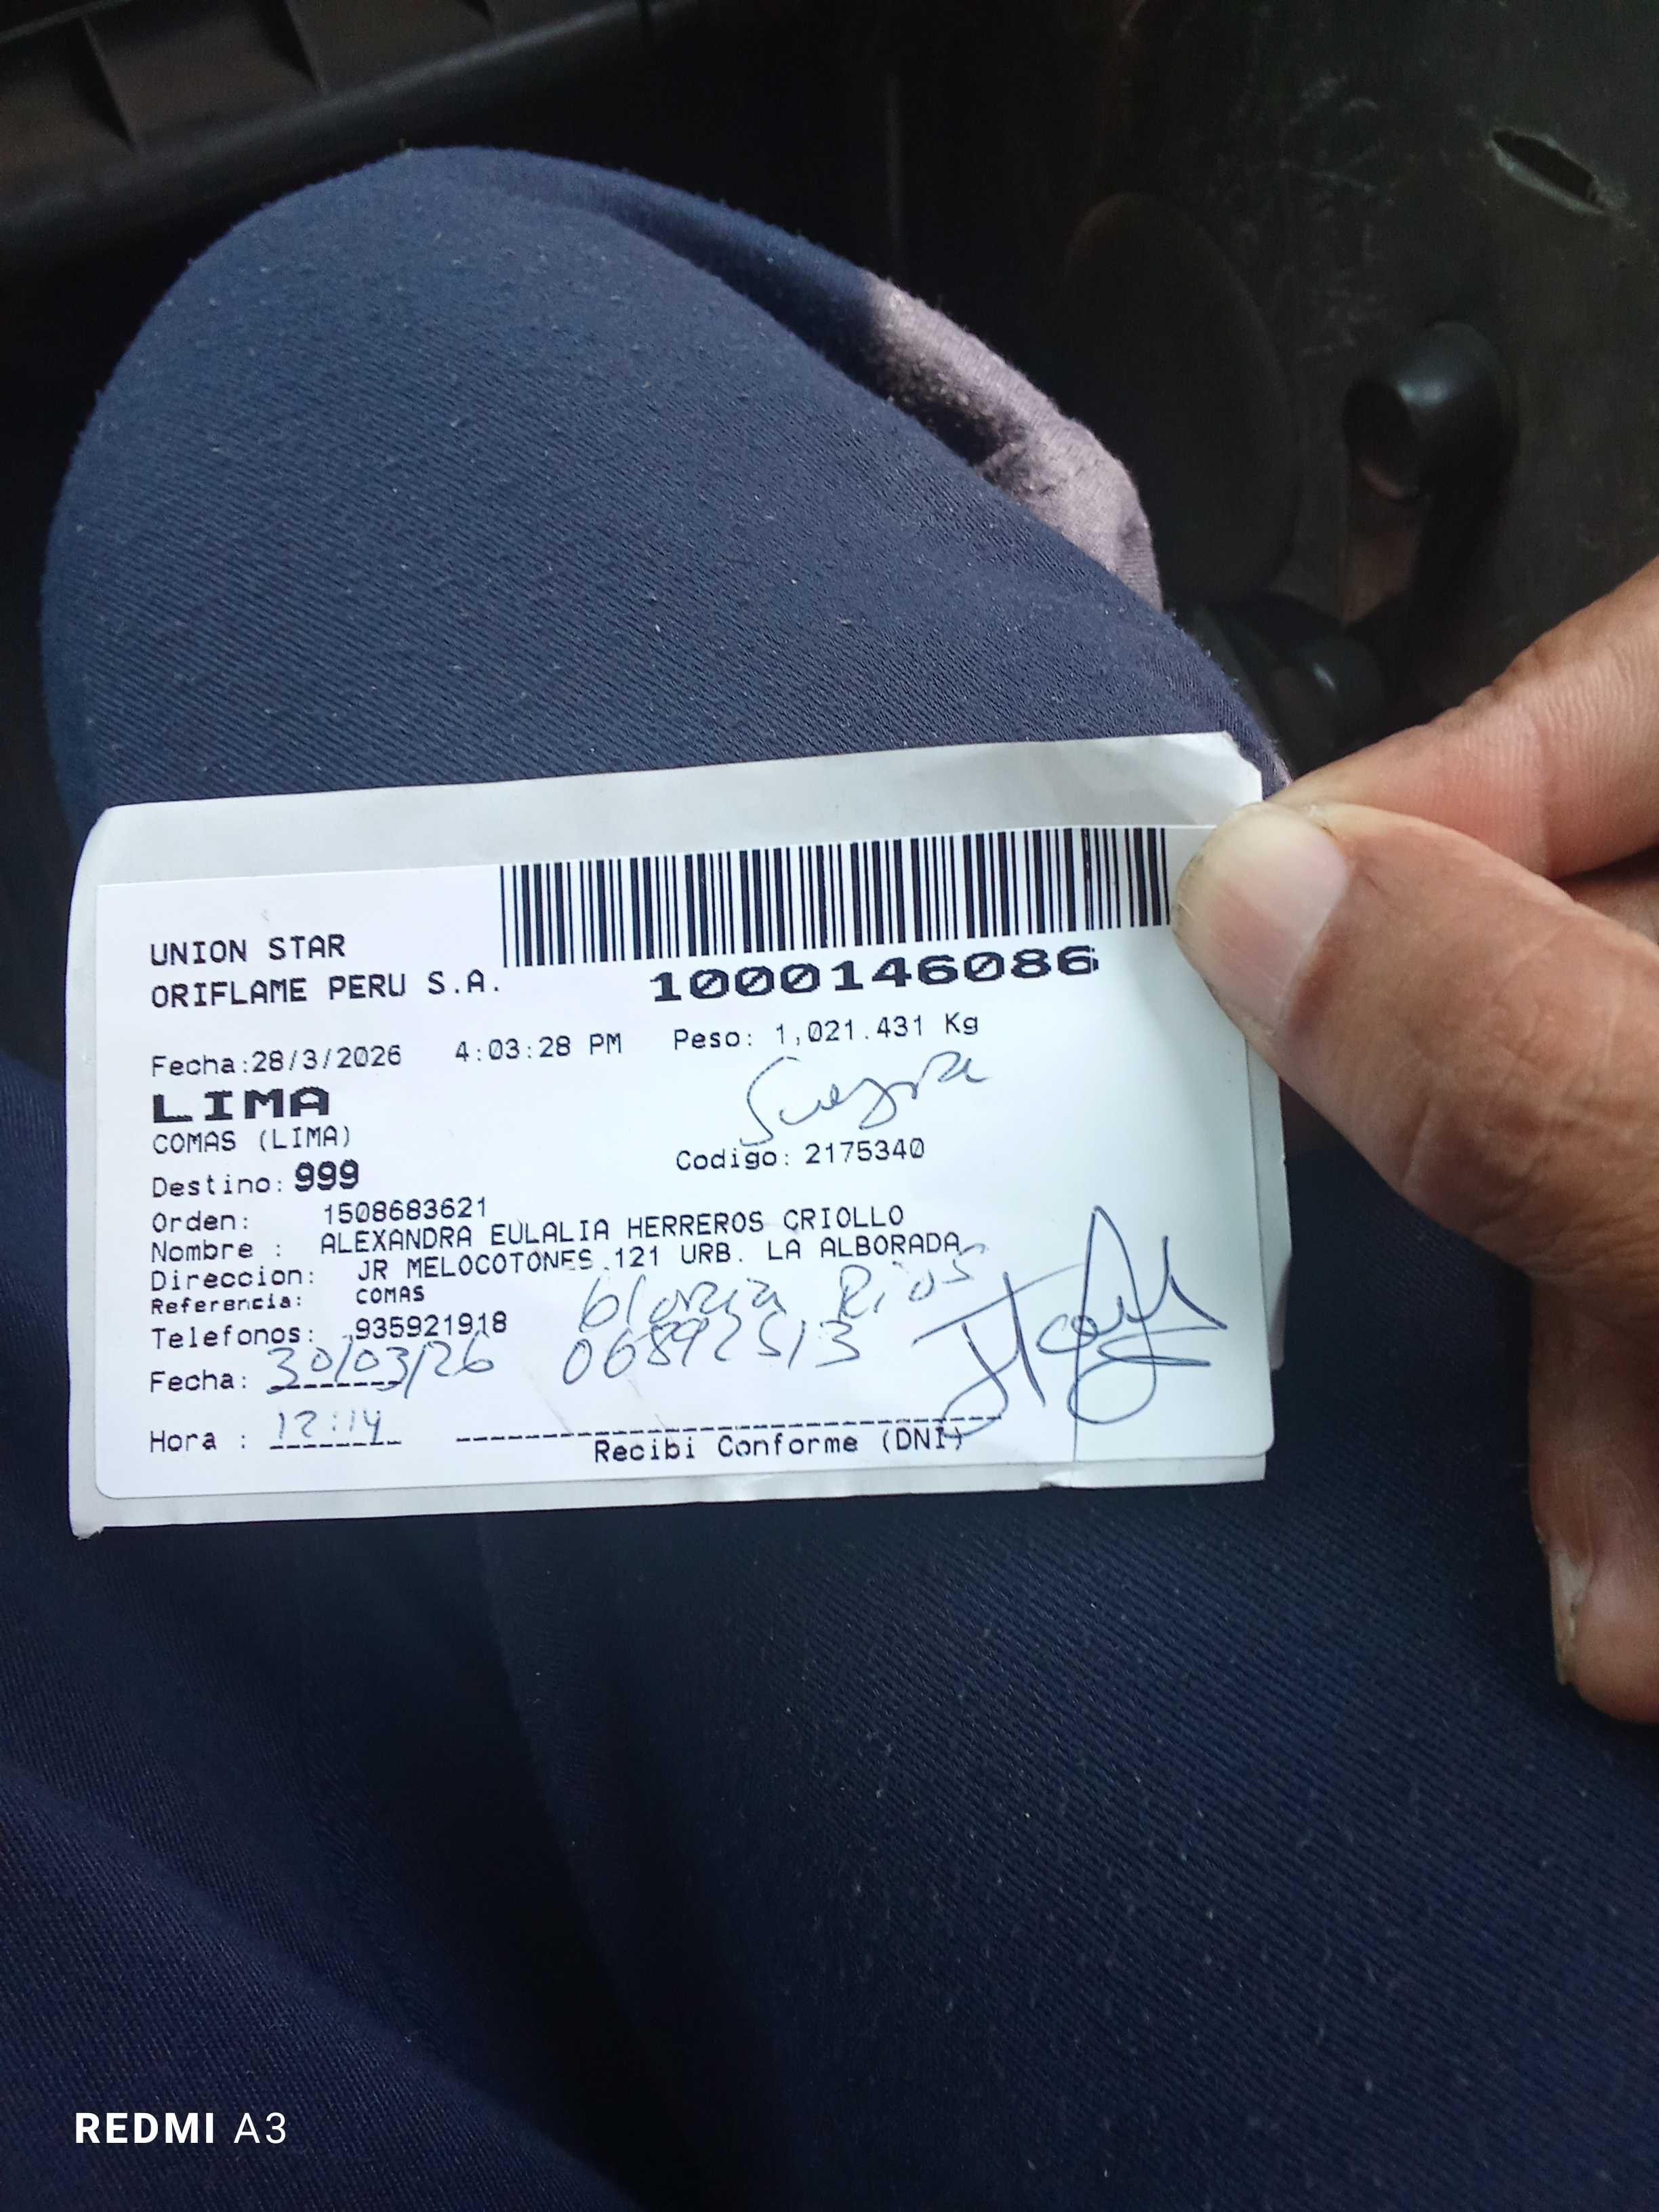 UNION STAR
ORIFLAME PERU S.A.
1000146086
Fecha:28/3/2026 4:03:28 PM Peso: 1,021.431 Kg
LIMA
Suegra
COMAS (LIMA)
Codigo: 2175340
Destino: 999
Orden: 1508683621
Nombre : ALEXANDRA EULALIA HERREROS CRIOLLO
Direccion: JR MELOCOTONES 121 URB. LA ALBORADA
Referencia: COMAS
Gloria Rios
Telefonos: ,935921918
Fecha: 30/03/26
Hora : 12:14
Recibi Conforme (DNI)
REDMI A3